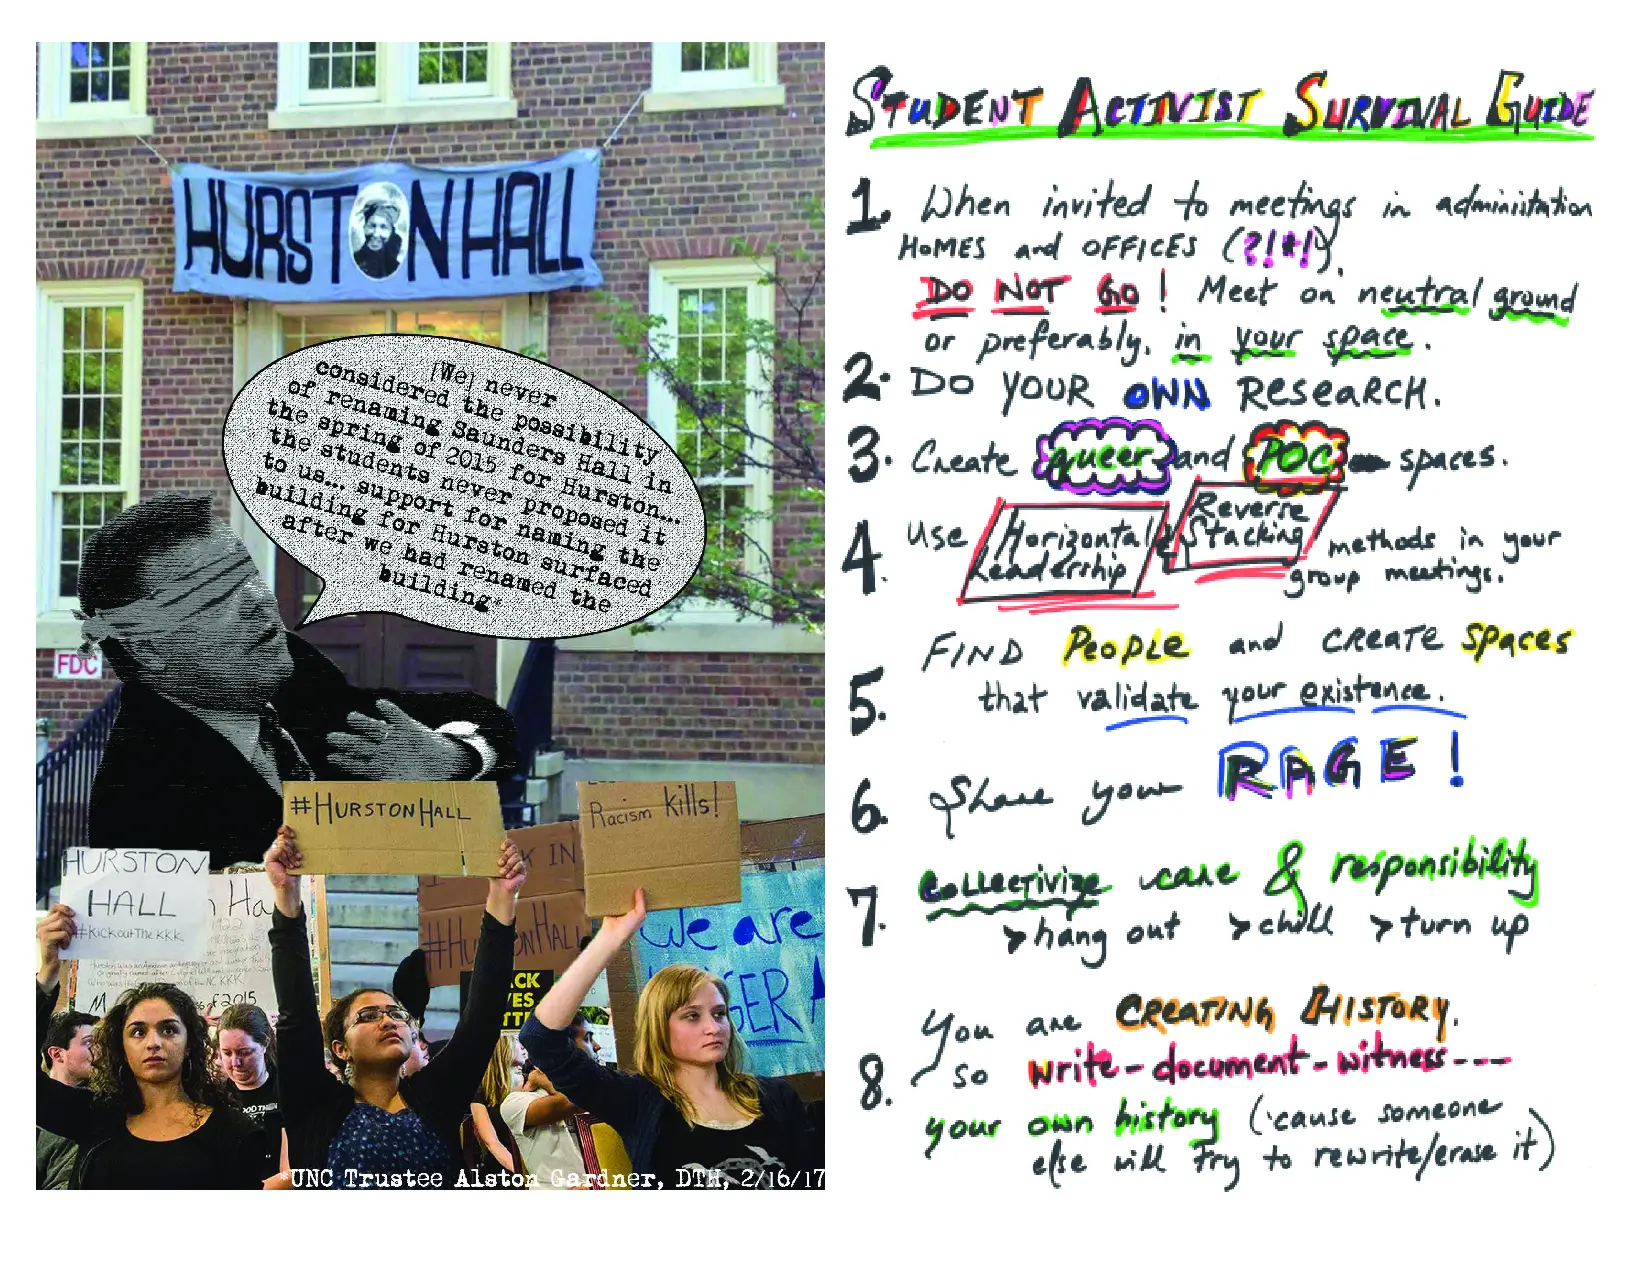 HURSTON HALL
[We] never
considered the possibility
of renaming Saunders Hall in
the spring of 2015 for Hurston...
the students never proposed it
to us... support for naming the
building for Hurston surfaced
after we had renamed the
building*
FDC
#HURSTONHALL
Racism kills!
HURSTON
HALL
#KickOutTheKKK
K IN
#HURSTONHALL
We are
of 2015
*UNC Trustee Alston Gardner, DTH, 2/16/17
STUDENT ACTIVIST SURVIVAL GUIDE
1. When invited to meetings in administation
HOMES and OFFICES (?!*!),
DO NOT GO! Meet on neutral ground
or preferably, in your space.
2. DO YOUR OWN RESEARCH.
3. Create queer and POC spaces.
4. Use Horizontal Leadership & Reverse Stacking methods in your
group meetings.
5. FIND PEOPLE and CREATE SPACES
that validate your existence.
6. Share your RAGE!
7. Collectivize care & responsibility
>hang out >chill >turn up
8. You are CREATING HISTORY.
so write-document-witness---
your own history ('cause someone
else will try to rewrite/erase it)